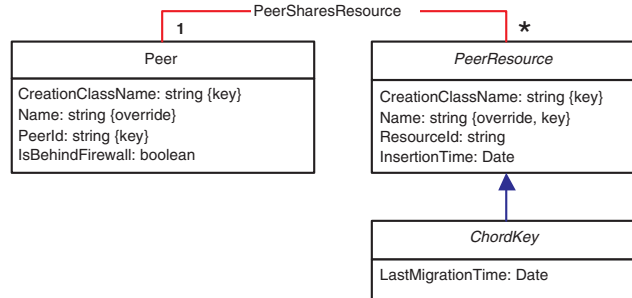 PeerSharesResource
1
*
Peer
CreationClassName: string {key}
Name: string {override}
PeerId: string {key}
IsBehindFirewall: boolean
PeerResource
CreationClassName: string {key}
Name: string {override, key}
ResourceId: string
InsertionTime: Date
ChordKey
LastMigrationTime: Date